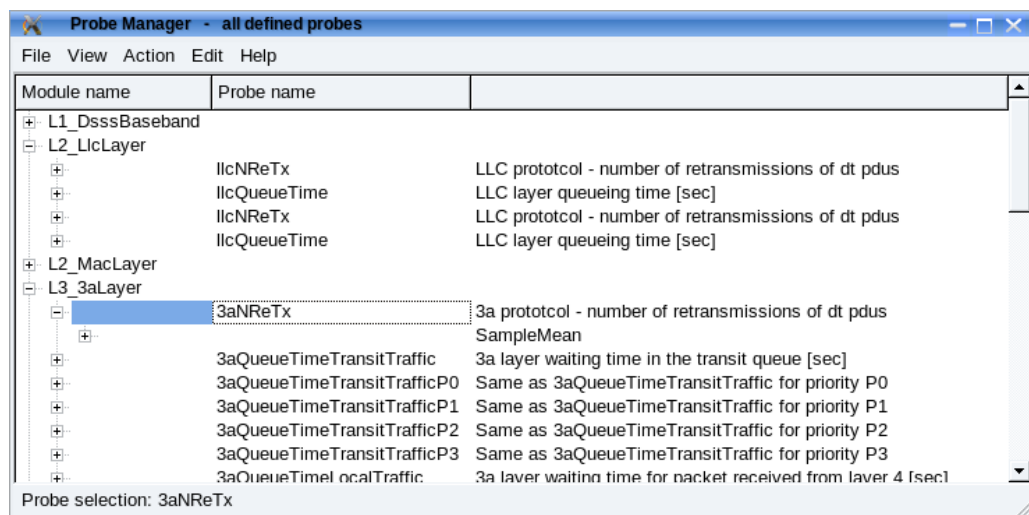 Probe Manager - all defined probes
File View Action Edit Help
Module name Probe name
L1_DsssBaseband
L2_LlcLayer
llcNReTx LLC prototcol - number of retransmissions of dt pdus
llcQueueTime LLC layer queueing time [sec]
llcNReTx LLC prototcol - number of retransmissions of dt pdus
llcQueueTime LLC layer queueing time [sec]
L2_MacLayer
L3_3aLayer
3aNReTx 3a prototcol - number of retransmissions of dt pdus
SampleMean
3aQueueTimeTransitTraffic 3a layer waiting time in the transit queue [sec]
3aQueueTimeTransitTrafficP0 Same as 3aQueueTimeTransitTraffic for priority P0
3aQueueTimeTransitTrafficP1 Same as 3aQueueTimeTransitTraffic for priority P1
3aQueueTimeTransitTrafficP2 Same as 3aQueueTimeTransitTraffic for priority P2
3aQueueTimeTransitTrafficP3 Same as 3aQueueTimeTransitTraffic for priority P3
3aQueueTimeLocalTraffic 3a layer waiting time for packet received from layer 4 [sec]
Probe selection: 3aNReTx